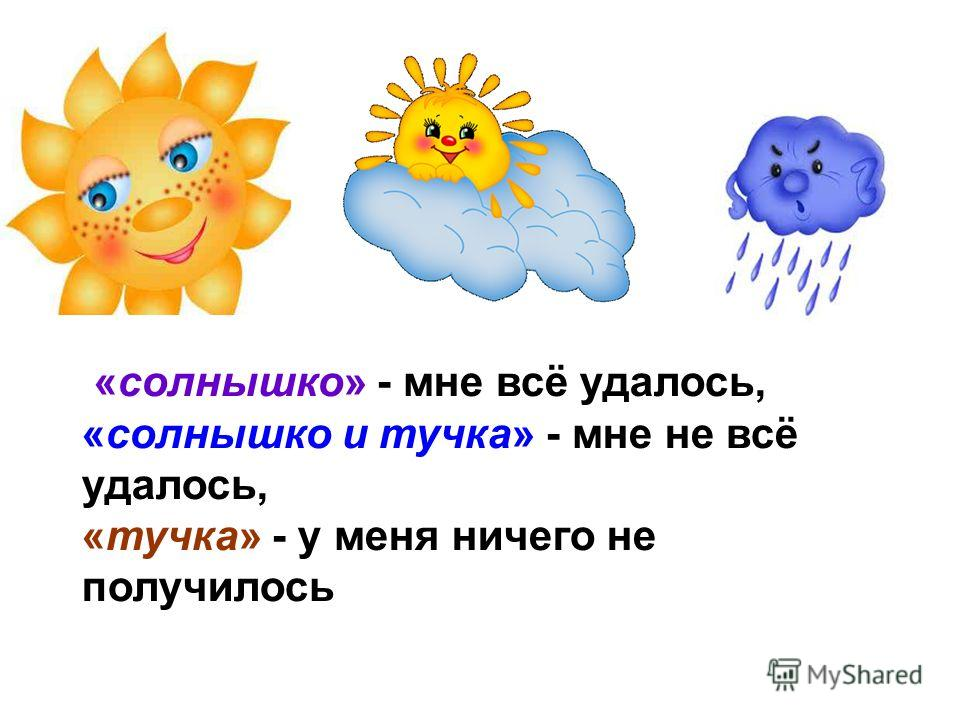 «солнышко» - мне всё удалось,
«солнышко и тучка» - мне не всё
удалось,
«тучка» - у меня ничего не
получилось
MyShared